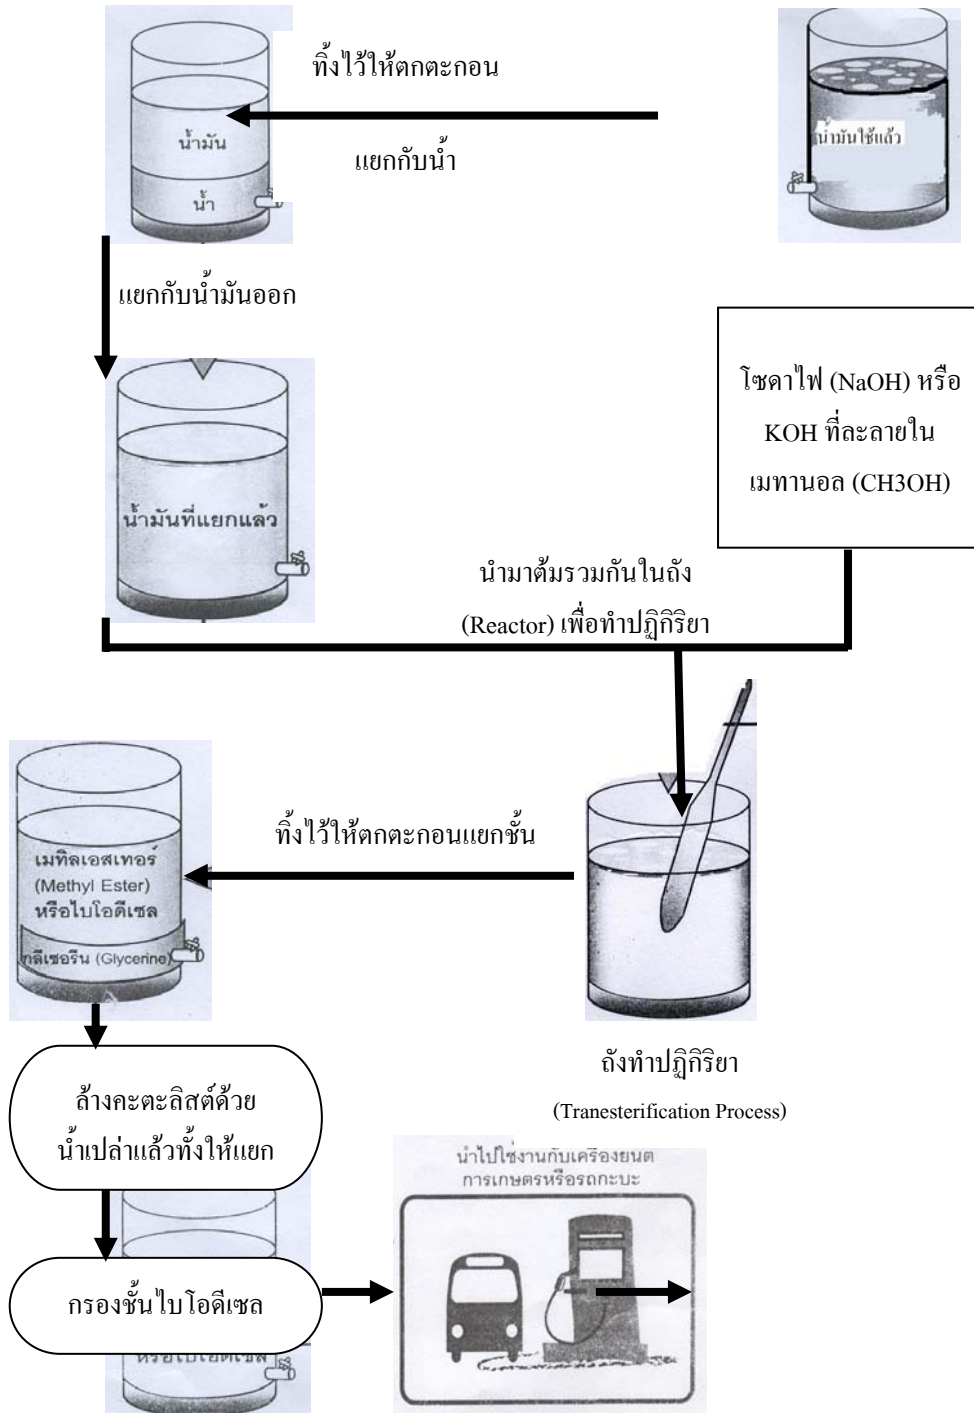 ทิ้งไว้ให้ตกตะกอน
แยกกับน้ำ
น้ำมัน
น้ำ
น้ำมันใช้แล้ว
แยกกับน้ำมันออก
โซดาไฟ (NaOH) หรือ
KOH ที่ละลายใน
เมทานอล (CH3OH)
น้ำมันที่แยกแล้ว
นำมาต้มรวมกันในถัง
(Reactor) เพื่อทำปฏิกิริยา
ทิ้งไว้ให้ตกตะกอนแยกชั้น
เมทิลเอสเทอร์
(Methyl Ester)
หรือไบโอดีเซล
กลีเซอรีน (Glycerine)
ถังทำปฏิกิริยา
(Tranesterification Process)
ล้างคะตะลิสต์ด้วย
น้ำเปล่าแล้วทั้งให้แยก
นำไปใช้งานกับเครื่องยนต
การเกษตรหรือรถกะบะ
กรองชั้นไบโอดีเซล
หรือไบโอดีเซล